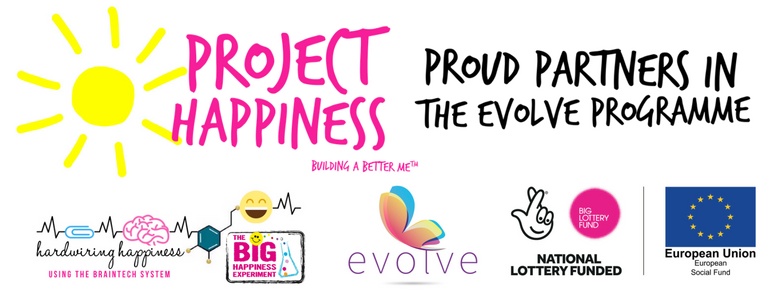 PROJECT
HAPPINESS
BUILDING A BETTER ME™
PROUD PARTNERS IN
THE EVOLVE PROGRAMME
hardwiring happiness
USING THE BRAINTECH SYSTEM
THE
BIG
HAPPINESS
EXPERIMENT
evolve
BIG
LOTTERY
FUND
NATIONAL
LOTTERY FUNDED
European Union
European
Social Fund